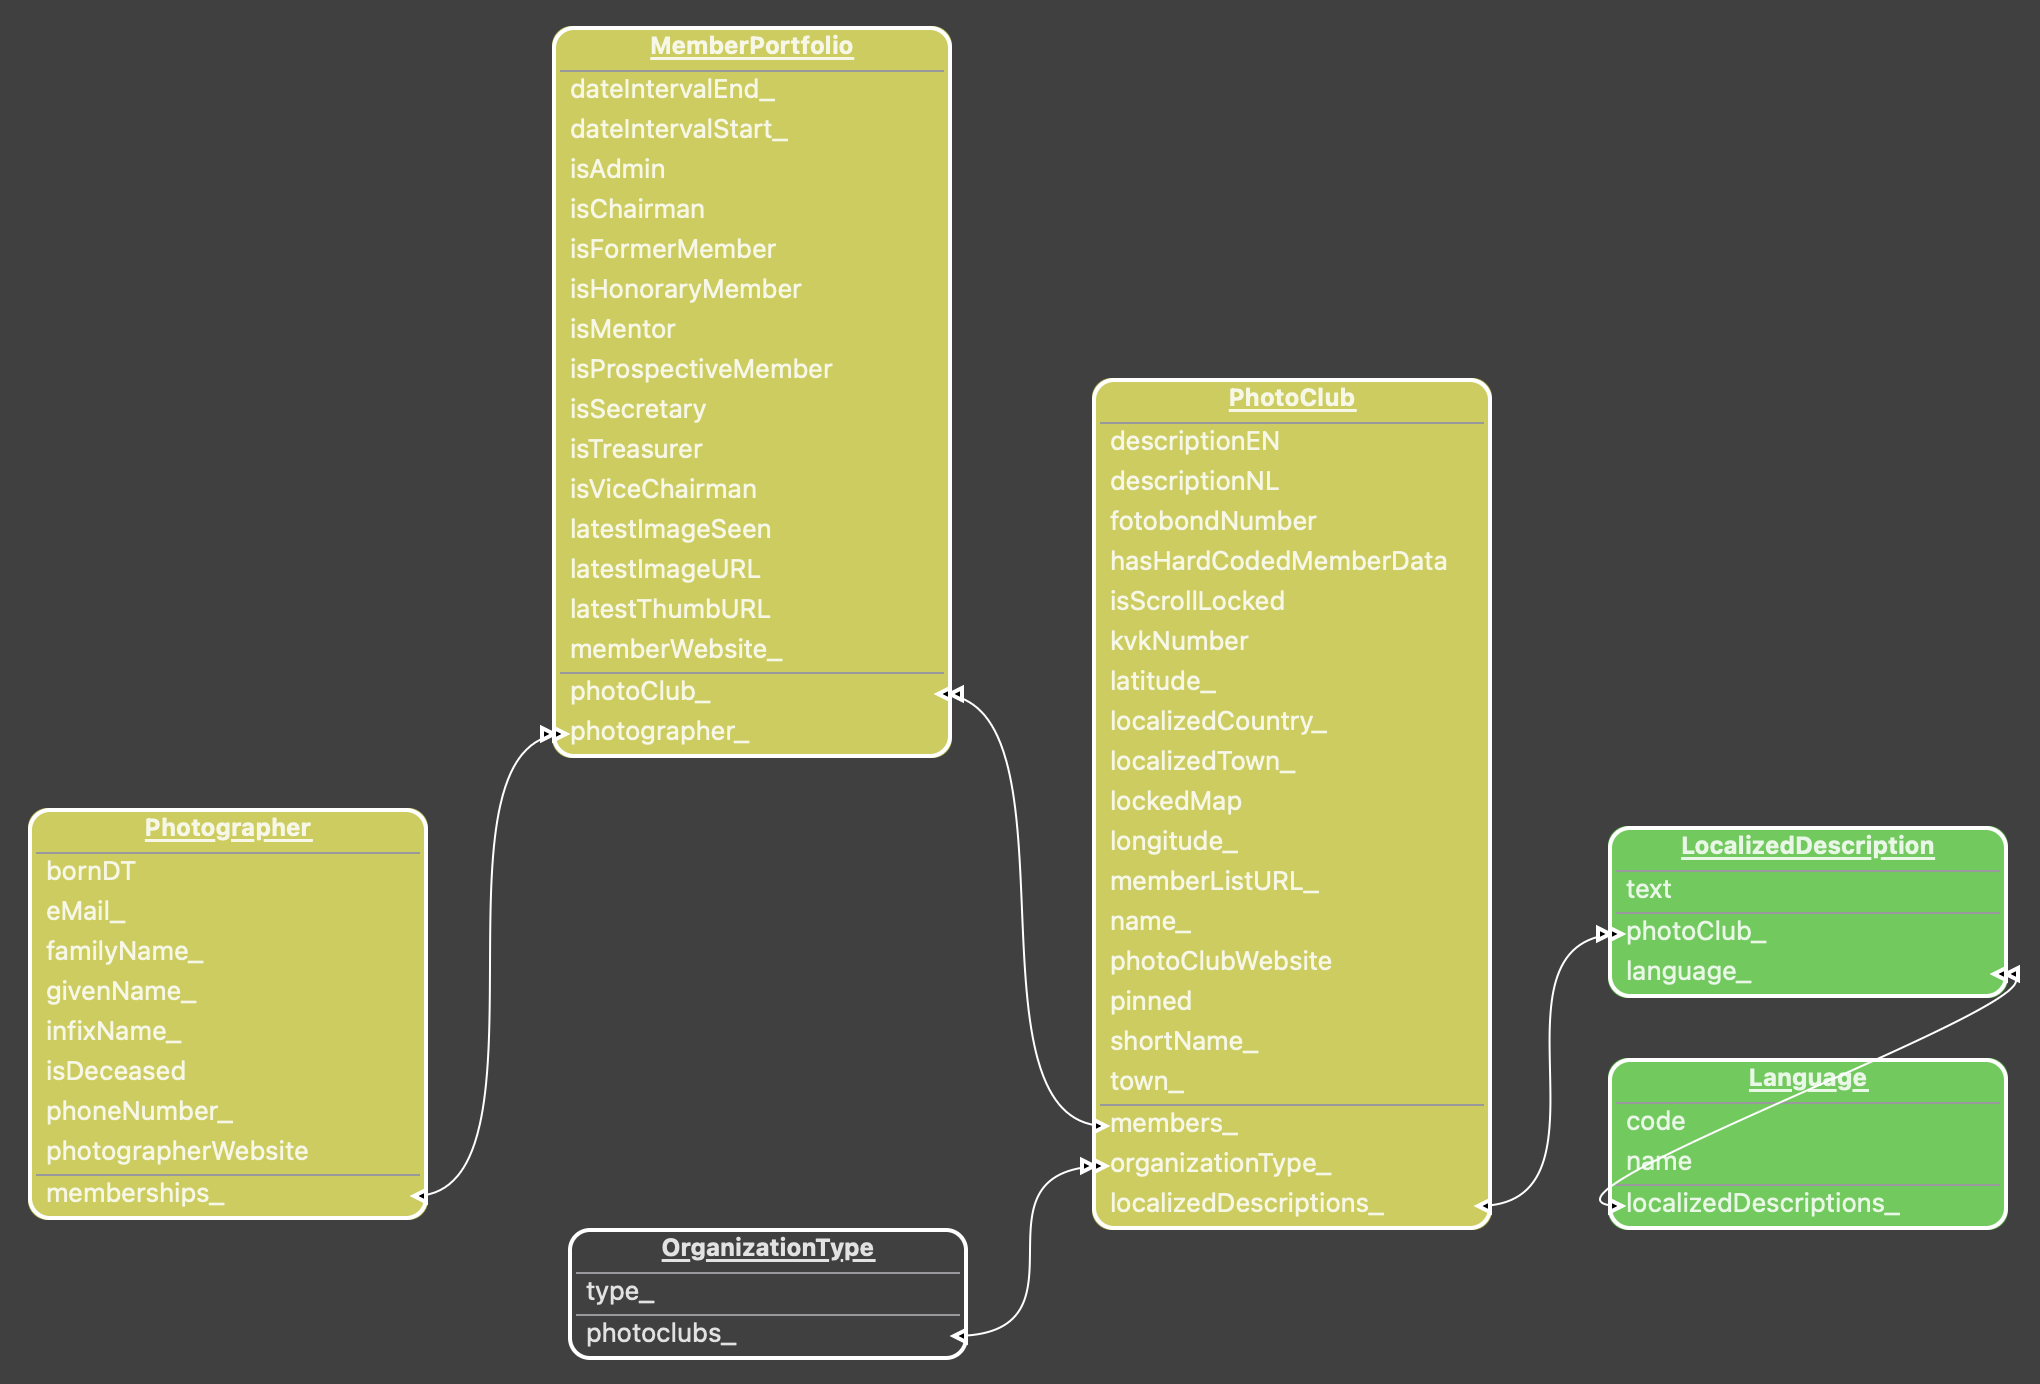 MemberPortfolio
dateIntervalEnd_
dateIntervalStart_
isAdmin
isChairman
isFormerMember
isHonoraryMember
isMentor
isProspectiveMember
isSecretary
isTreasurer
isViceChairman
latestImageSeen
latestImageURL
latestThumbURL
memberWebsite_
photoClub_
photographer_
Photographer
bornDT
eMail_
familyName_
givenName_
infixName_
isDeceased
phoneNumber_
photographerWebsite
memberships_
OrganizationType
type_
photoclubs_
PhotoClub
descriptionEN
descriptionNL
fotobondNumber
hasHardCodedMemberData
isScrollLocked
kvkNumber
latitude_
localizedCountry_
localizedTown_
lockedMap
longitude_
memberListURL_
name_
photoClubWebsite
pinned
shortName_
town_
members_
organizationType_
localizedDescriptions_
LocalizedDescription
text
photoClub_
language_
Language
code
name
localizedDescriptions_